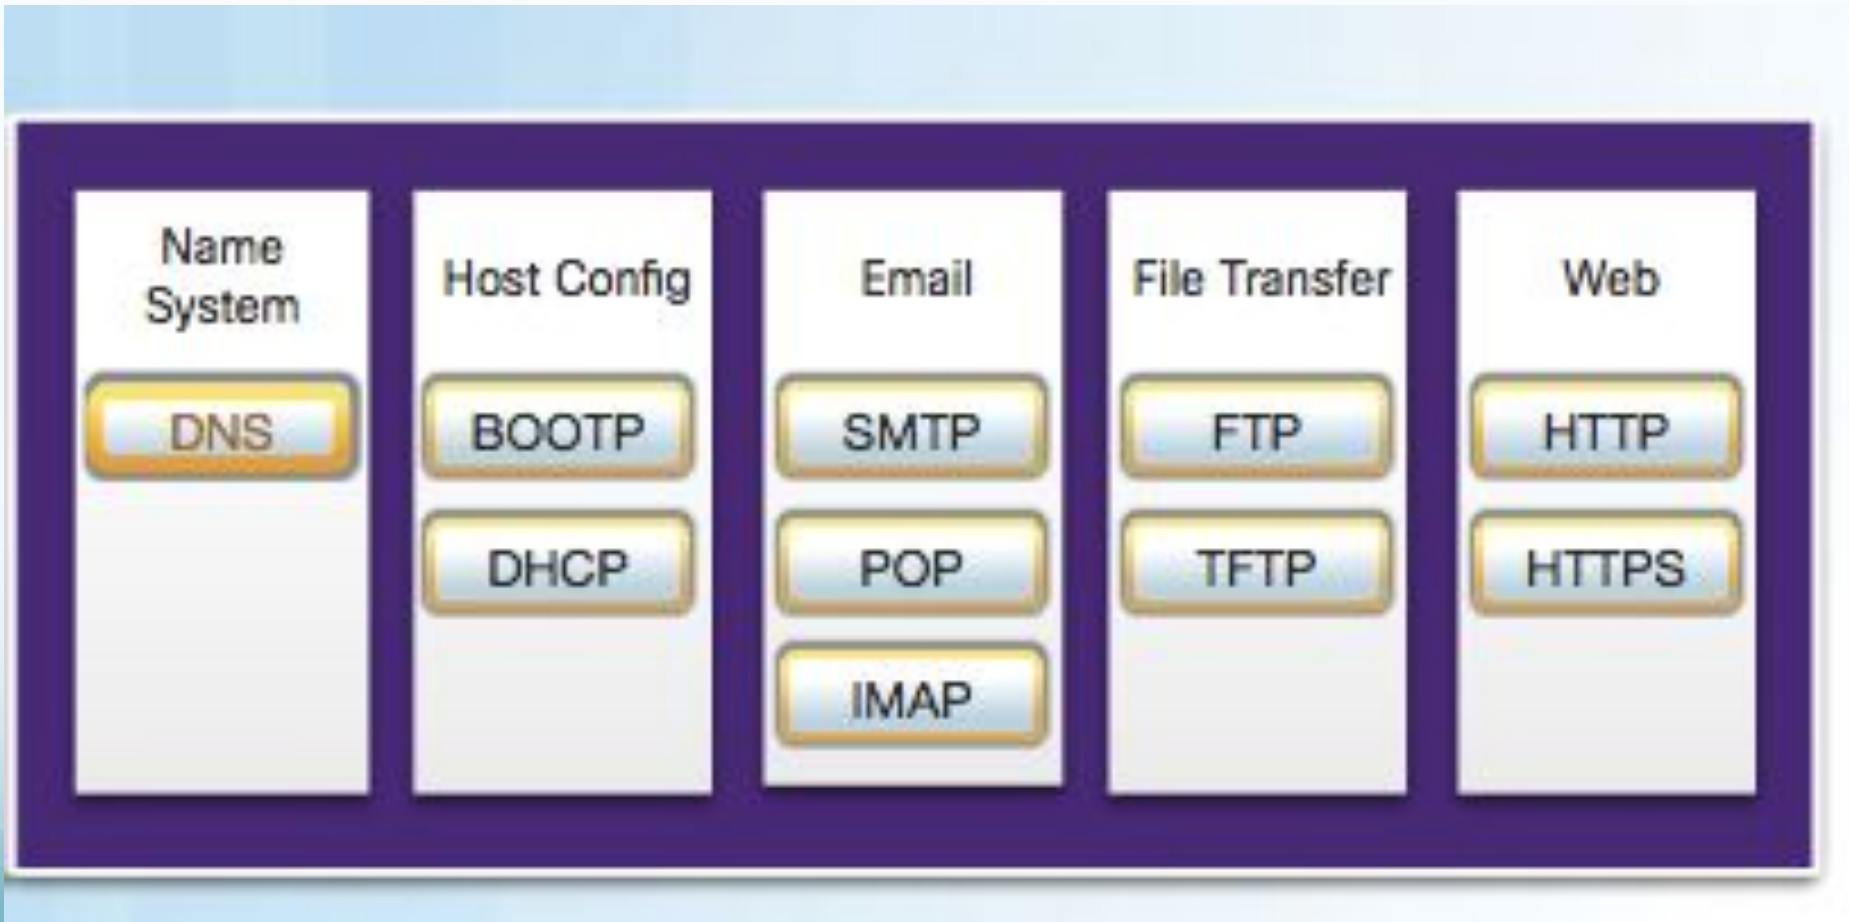 Name
System
DNS
Host Config
BOOTP
DHCP
Email
SMTP
POP
IMAP
File Transfer
FTP
TFTP
Web
HTTP
HTTPS